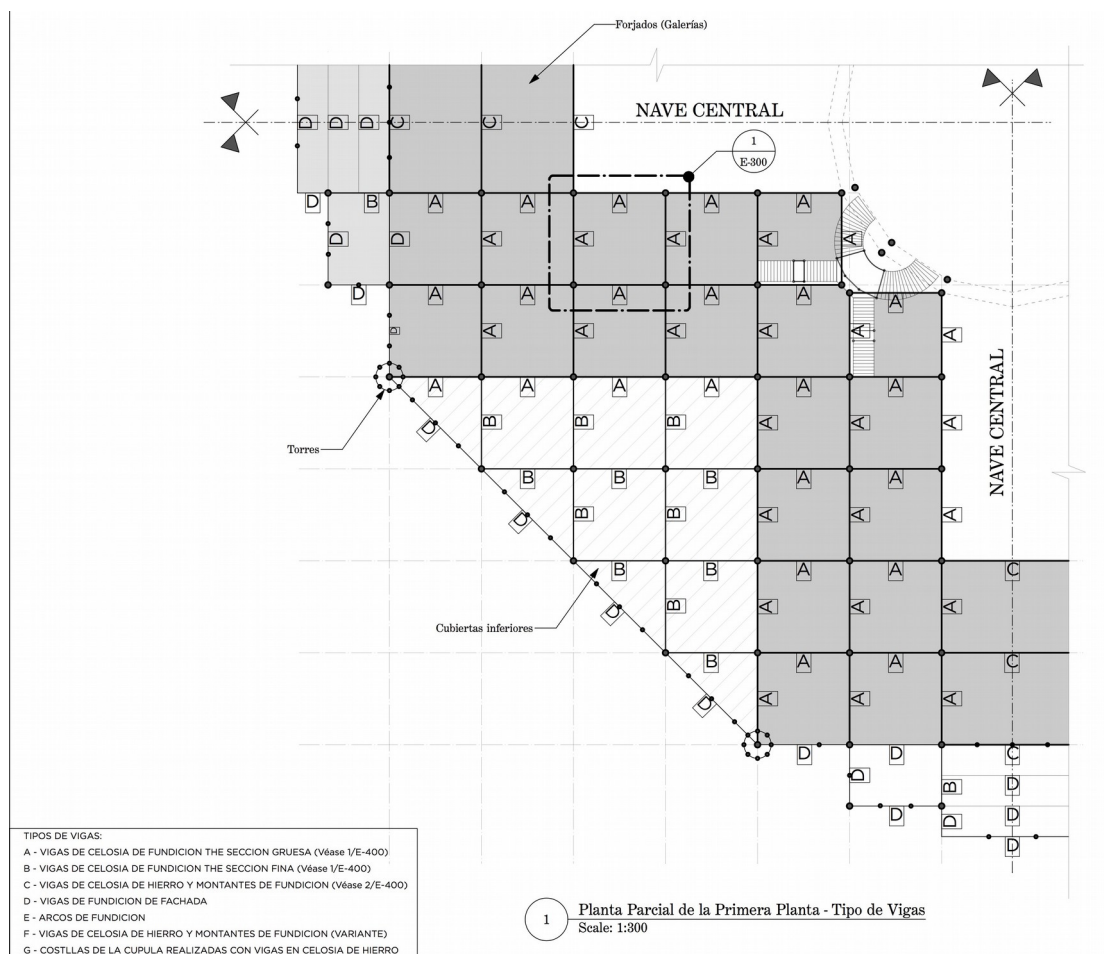 Forjados (Galerías)
NAVE CENTRAL
1
E-300
D D D C C C
D B A A A A A
D D A A A A A
D A A A A A
D A A A A A A
A A A A A A
D B B B A A A
B B B A A
D B B A A A
B B A A C
D B A A A
B A A C
D A A A
D D C
D B D
D D D
D
NAVE CENTRAL
Torres
Cubiertas inferiores
TIPOS DE VIGAS:
A - VIGAS DE CELOSIA DE FUNDICION THE SECCION GRUESA (Véase 1/E-400)
B - VIGAS DE CELOSIA DE FUNDICION THE SECCION FINA (Véase 1/E-400)
C - VIGAS DE CELOSIA DE HIERRO Y MONTANTES DE FUNDICION (Véase 2/E-400)
D - VIGAS DE FUNDICION DE FACHADA
E - ARCOS DE FUNDICION
F - VIGAS DE CELOSIA DE HIERRO Y MONTANTES DE FUNDICION (VARIANTE)
G - COSTLLAS DE LA CUPULA REALIZADAS CON VIGAS EN CELOSIA DE HIERRO
1
Planta Parcial de la Primera Planta - Tipo de Vigas
Scale: 1:300